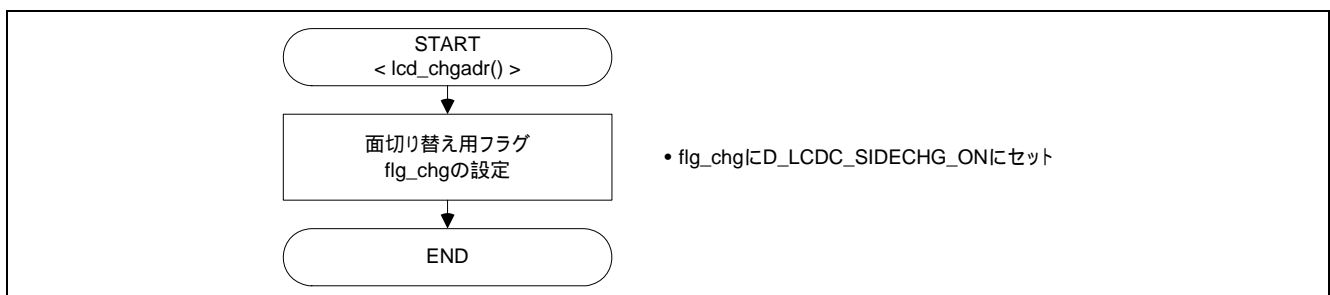 START
< lcd_chgadr() >
面切り替え用フラグ
flg_chgの設定
• flg_chgにD_LCDC_SIDECHG_ONにセット
END